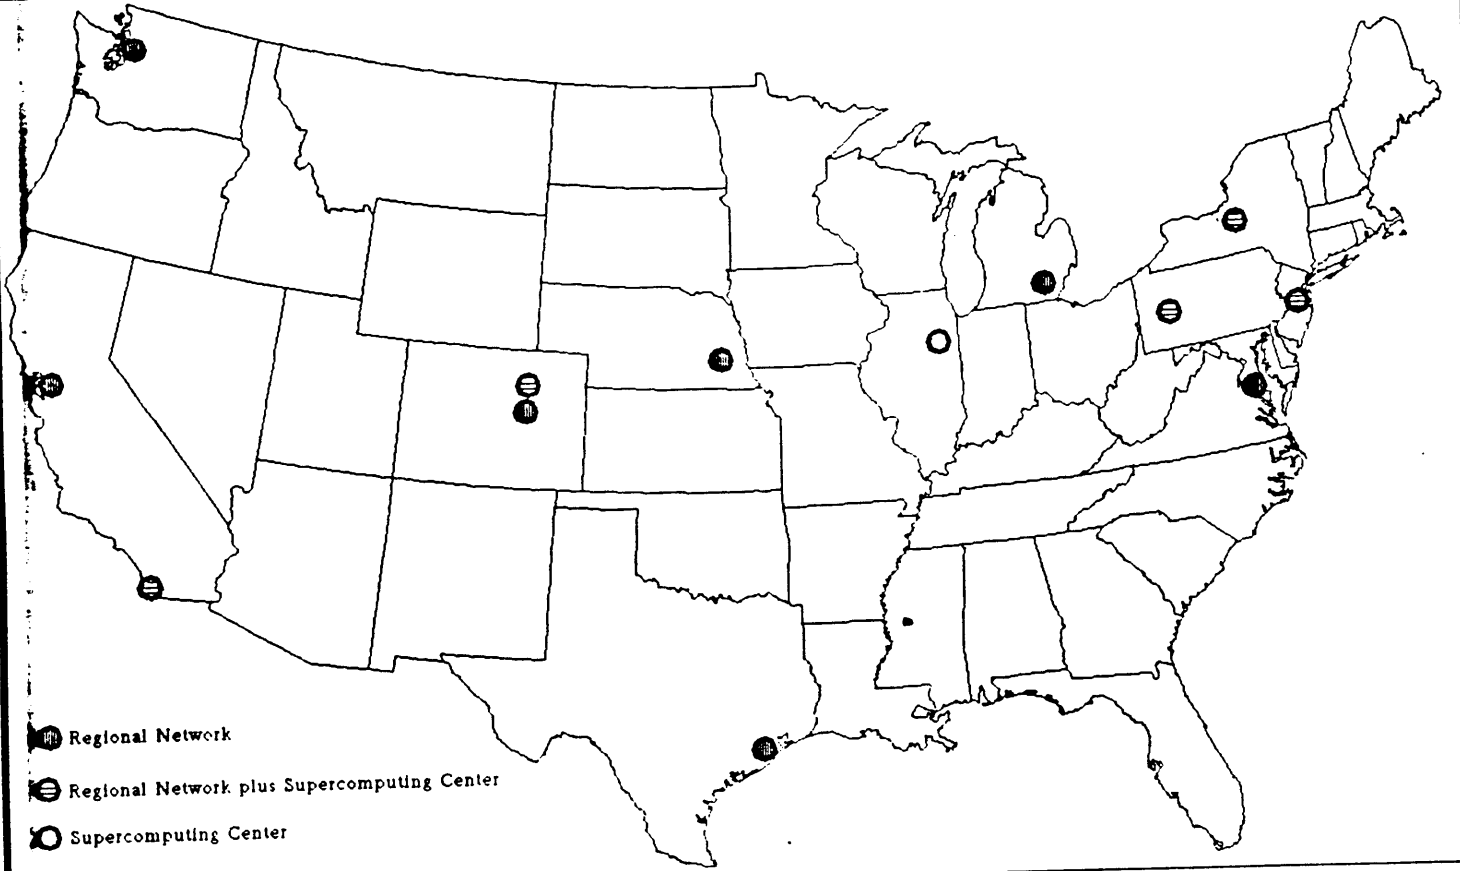 Regional Network
Regional Network plus Supercomputing Center
Supercomputing Center